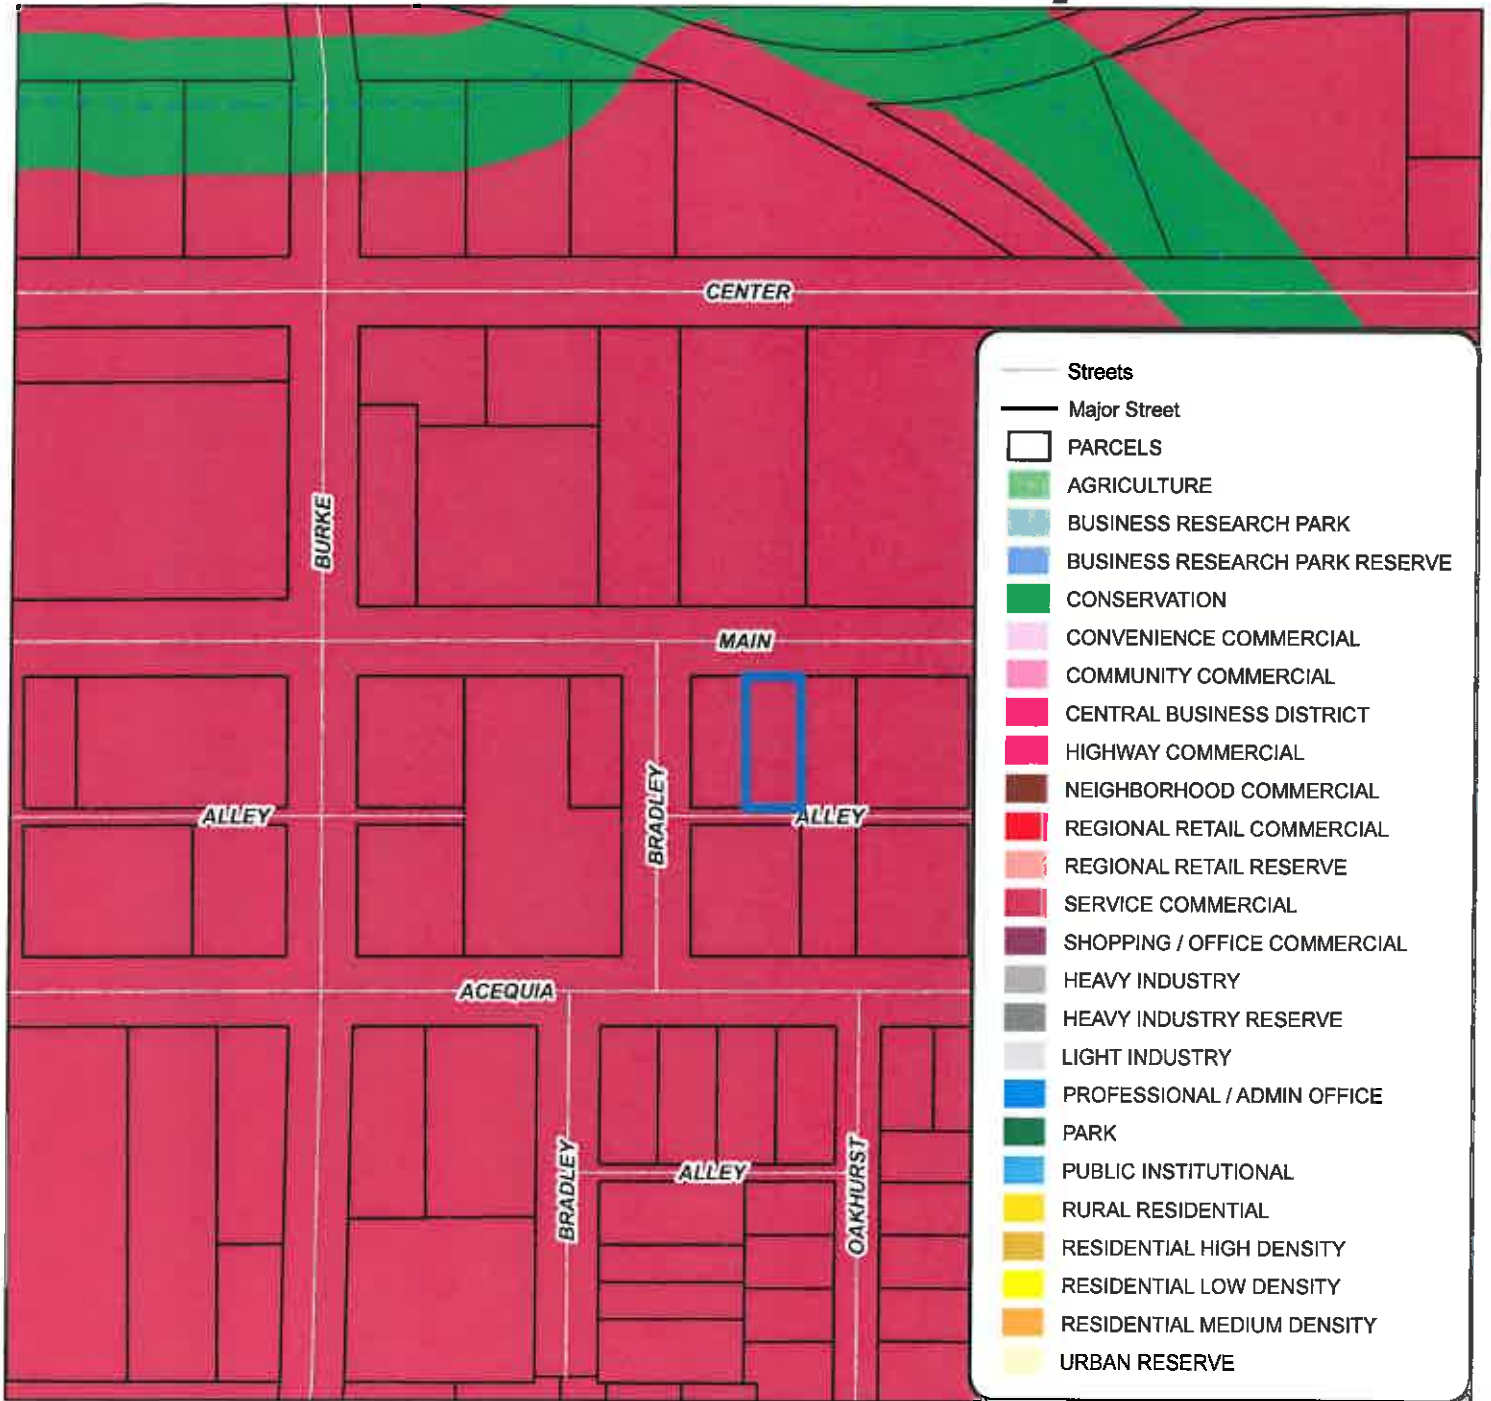 CENTER
BURKE
MAIN
BRADLEY
ALLEY
ALLEY
ACEQUIA
BRADLEY
ALLEY
OAKHURST
Streets
Major Street
PARCELS
AGRICULTURE
BUSINESS RESEARCH PARK
BUSINESS RESEARCH PARK RESERVE
CONSERVATION
CONVENIENCE COMMERCIAL
COMMUNITY COMMERCIAL
CENTRAL BUSINESS DISTRICT
HIGHWAY COMMERCIAL
NEIGHBORHOOD COMMERCIAL
REGIONAL RETAIL COMMERCIAL
REGIONAL RETAIL RESERVE
SERVICE COMMERCIAL
SHOPPING / OFFICE COMMERCIAL
HEAVY INDUSTRY
HEAVY INDUSTRY RESERVE
LIGHT INDUSTRY
PROFESSIONAL / ADMIN OFFICE
PARK
PUBLIC INSTITUTIONAL
RURAL RESIDENTIAL
RESIDENTIAL HIGH DENSITY
RESIDENTIAL LOW DENSITY
RESIDENTIAL MEDIUM DENSITY
URBAN RESERVE